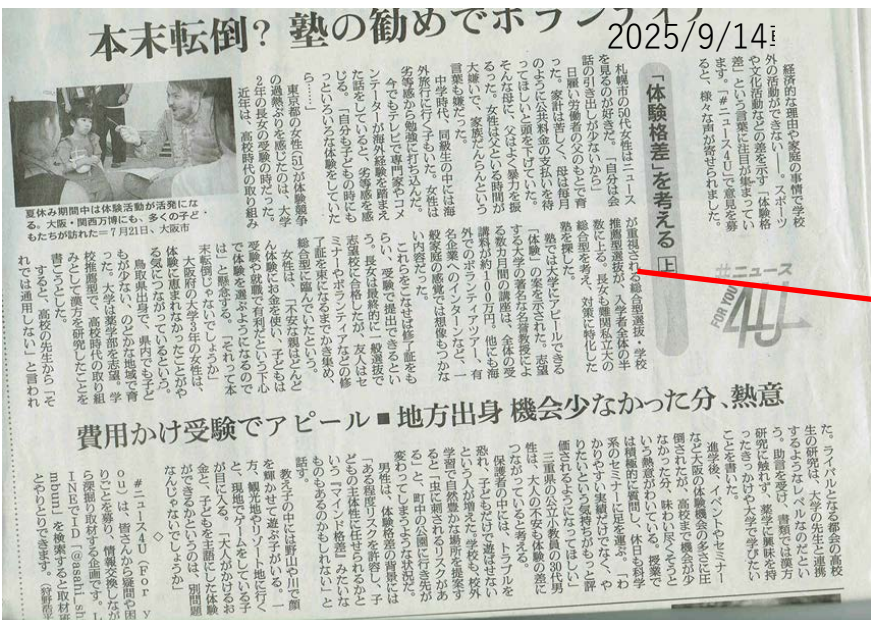 本末転倒? 塾の勧めでボランティア
2025/9/14
「体験格差」を考える 上
#ニュース
FOR YOU
4U
経済的な理由や家庭の事情で学校
外の活動ができない――。スポーツ
や文化活動などの差を示す「体験格
差」という言葉に注目が集まってい
ます。「#ニュース4U」で意見を募
ると、様々な声が寄せられました。
札幌市の50代女性はニュース
を見るのが好きだ。「自分は会
話の引き出しが少ないから」
日雇い労働者の父のもとで育
った。家計は苦しく、母は毎月
のように公共料金の支払いを待
ってほしいと頭を下げていた。
そんな母に、父はよく暴力を振
るった。女性は父といる時間が
大嫌いで、家族だんらんという
言葉も嫌だった。
中学時代、同級生の中には海
外旅行に行く子もいた。女性は
劣等感から勉強に打ち込んだ。
今でもテレビで専門家やコメ
ンテーターが海外経験を踏まえ
た話をしていると、劣等感を感
じる。「自分も子どもの時にも
っといろいろな体験をしていた
ら……」
東京都の女性(51)が体験競争
の過熱ぶりを感じたのは、大学
2年の長女の受験の時だった。
近年は、高校時代の取り組み
夏休み期間中は体験活動が活発にな
る。大阪・関西万博にも、多くの子ど
もたちが訪れた=7月21日、大阪市
が重視される総合型選抜・学校
推薦型選抜が、入学者全体の半
数に上る。長女も難関私立大の
総合型を考え、対策に特化した
塾を探した。
塾では大学にアピールできる
「体験」の案を示された。志望
する大学の著名な名誉教授によ
る数カ月間の講座は、全体の受
講料が約100万円。他にも海
外でのボランティアツアー、有
名企業へのインターンなど、一
般家庭の感覚では想像もつかな
い内容だった。
これらをこなせば修了証をも
らい、受験で提出できるとい
う。長女は最終的に一般選抜で
志望校に合格したが、友人はセ
ミナーやボランティアなどの修
了証を束になるまでかき集め、
総合型に臨んでいたという。
女性は、「不安な親はどんど
ん体験にお金を使い、子どもは
受験や就職で有利だという下心
で体験を選ぶようになるので
は」と懸念する。「それって本
末転倒じゃないでしょうか」
大阪府の大学3年の女性は、
体験に恵まれなかったことがや
る気につながっているという。
鳥取県出身で、県内でも子ど
もが少ない、のどかな地域で育
った。大学は薬学部を志望。学
校推薦型で、高校時代の取り組
みとして漢方を研究したことを
書こうとした。
すると、高校の先生から「そ
れでは通用しない」と言われ
費用かけ受験でアピール■地方出身 機会少なかった分、熱意
た。ライバルとなる都会の高校
生の研究は、大学の先生と連携
するようなレベルなのだとい
う。助言を受け、書類では漢方
研究に触れず、薬学に興味を持
ったきっかけや大学で学びたい
ことを書いた。
進学後、イベントやセミナー
など大阪の体験機会の多さに圧
倒されたが、高校まで機会が少
なかった分、味わい尽くそうと
いう熱意がわいている。授業で
は積極的に質問し、休日も科学
系のセミナーに足を運ぶ。「わ
かりやすい実績だけでなく、や
りたいという気持ちがもっと評
価されるようになってほしい」
三重県の公立小教員の30代男
性は、大人の不安も体験の差に
つながっていると考える。
保護者の中には、トラブルを
恐れ、子どもだけで遊ばせない
という人が増えた。学校も、校外
学習で自然豊かな場所を提案す
ると「虫に刺されるリスクがあ
る」と、町中の公園に行き先が
変わってしまうような状況だ。
男性は、体験格差の背景には
「ある程度リスクを許容し、子
どもの主体性に任せられるかと
いう『マインド格差』みたいな
ものもあるのかもしれない」と
話す。
教え子の中には野山や川で顔
を輝かせて遊ぶ子がいる。一
方、観光地やリゾート地に行く
と、現地でゲームをしている子
が目に入る。「大人がかけるお
金と、子どもを主語にした体験
ができるかというのは、別問題
なんじゃないでしょうか」
◇
#ニュース4U(For y
ou)は、皆さんから疑問や困
りごとを募り、情報交換しなが
ら深掘り取材する企画です。L
INEでID「@asahi_sh
imbun」を検索すると取材班
とやりとりできます。(狩野浩平